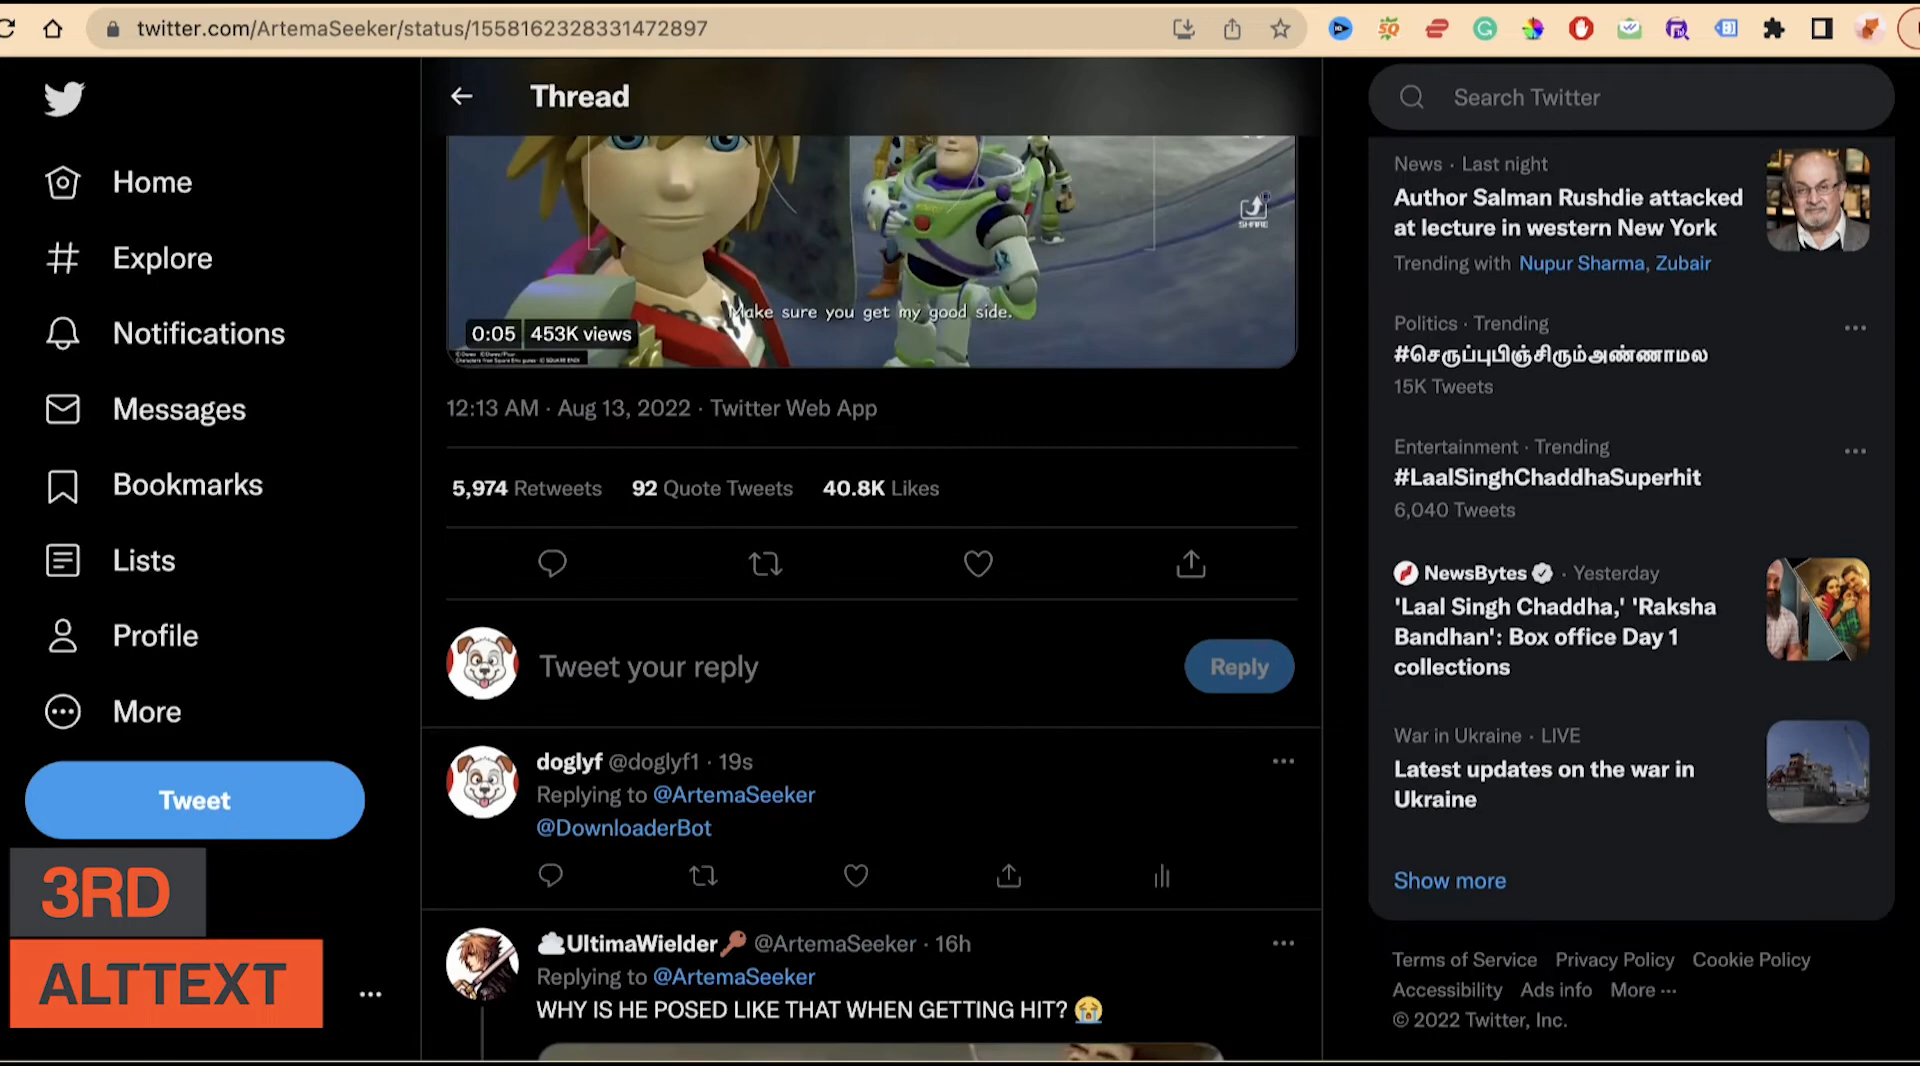 twitter.com/ArtemaSeeker/status/1558162328331472897
Home
Explore
Notifications
Messages
Bookmarks
Lists
Profile
More
Tweet
3RD
ALTTEXT
Thread
SHARE
Make sure you get my good side.
0:05 453K views
12:13 AM · Aug 13, 2022 · Twitter Web App
5,974 Retweets 92 Quote Tweets 40.8K Likes
Tweet your reply
Reply
doglyf @doglyf1 · 19s
Replying to @ArtemaSeeker
@DownloaderBot
UltimaWielder @ArtemaSeeker · 16h
Replying to @ArtemaSeeker
WHY IS HE POSED LIKE THAT WHEN GETTING HIT? 😭
Search Twitter
News · Last night
Author Salman Rushdie attacked
at lecture in western New York
Trending with Nupur Sharma, Zubair
Politics · Trending
#செருப்புபிஞ்சிரும்அண்ணாமல
15K Tweets
Entertainment · Trending
#LaalSinghChaddhaSuperhit
6,040 Tweets
NewsBytes · Yesterday
'Laal Singh Chaddha,' 'Raksha
Bandhan': Box office Day 1
collections
War in Ukraine · LIVE
Latest updates on the war in
Ukraine
Show more
Terms of Service Privacy Policy Cookie Policy
Accessibility Ads info More ···
© 2022 Twitter, Inc.